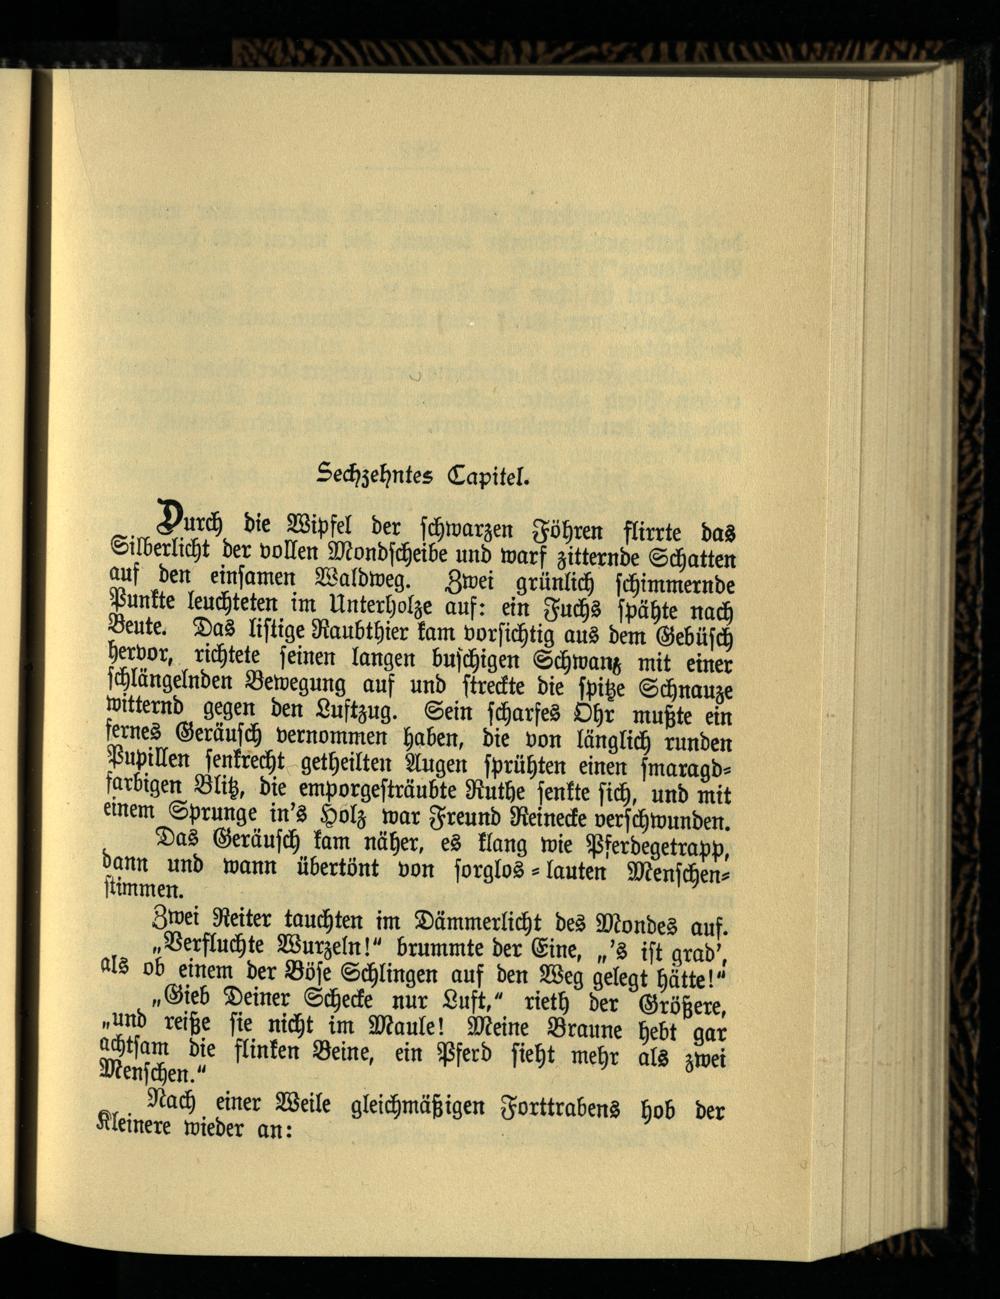 Sechzehntes Capitel.
Durch die Wipfel der schwarzen Föhren flirrte das
Silberlicht der vollen Mondscheibe und warf zitternde Schatten
auf den einsamen Waldweg. Zwei grünlich schimmernde
Punkte leuchteten im Unterholze auf: ein Fuchs spähte nach
Beute. Das listige Raubthier kam vorsichtig aus dem Gebüsch
hervor, richtete seinen langen buschigen Schwanz mit einer
schlängelnden Bewegung auf und streckte die spitze Schnauze
witternd gegen den Luftzug. Sein scharfes Ohr mußte ein
fernes Geräusch vernommen haben, die von länglich runden
Pupillen senkrecht getheilten Augen sprühten einen smaragd-
farbigen Blitz, die emporgesträubte Ruthe senkte sich, und mit
einem Sprunge in's Holz war Freund Reinecke verschwunden.
Das Geräusch kam näher, es klang wie Pferdegetrapp,
dann und wann übertönt von sorglos-lauten Menschen-
stimmen.
Zwei Reiter tauchten im Dämmerlicht des Mondes auf.
„Verfluchte Wurzeln!“ brummte der Eine, „'s ist grad',
als ob einem der Böse Schlingen auf den Weg gelegt hätte!“
„Gieb Deiner Schecke nur Luft,“ rieth der Größere,
„und reiße sie nicht im Maule! Meine Braune hebt gar
achtsam die flinken Beine, ein Pferd sieht mehr als zwei
Menschen.“
Nach einer Weile gleichmäßigen Forttrabens hob der
Kleinere wieder an: